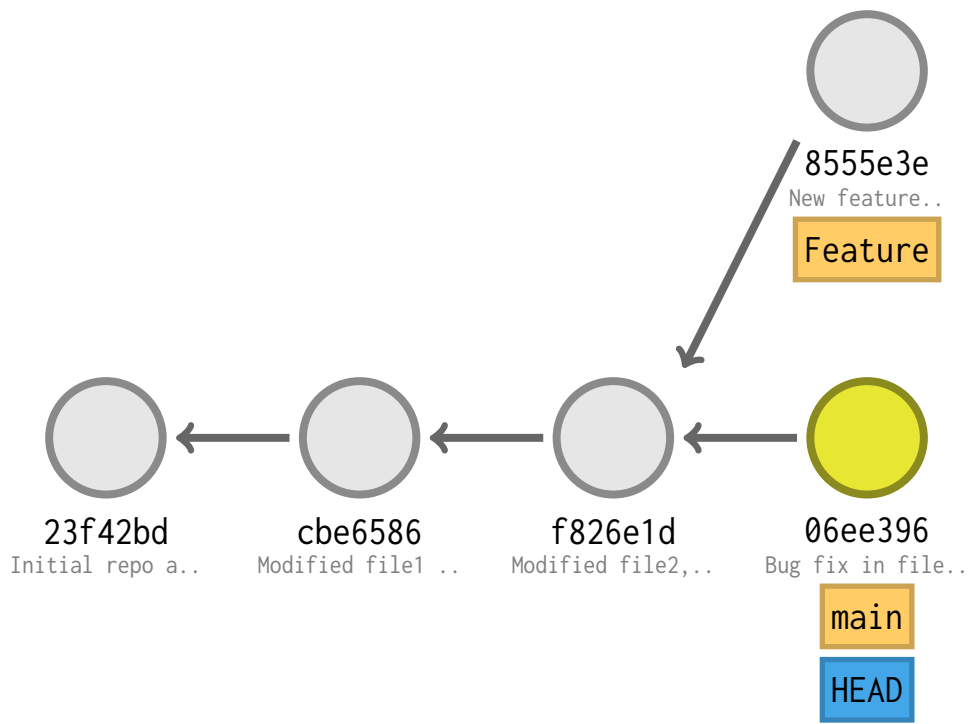 8555e3e
New feature..
Feature
23f42bd
Initial repo a..
cbe6586
Modified file1 ..
f826e1d
Modified file2,..
06ee396
Bug fix in file..
main
HEAD